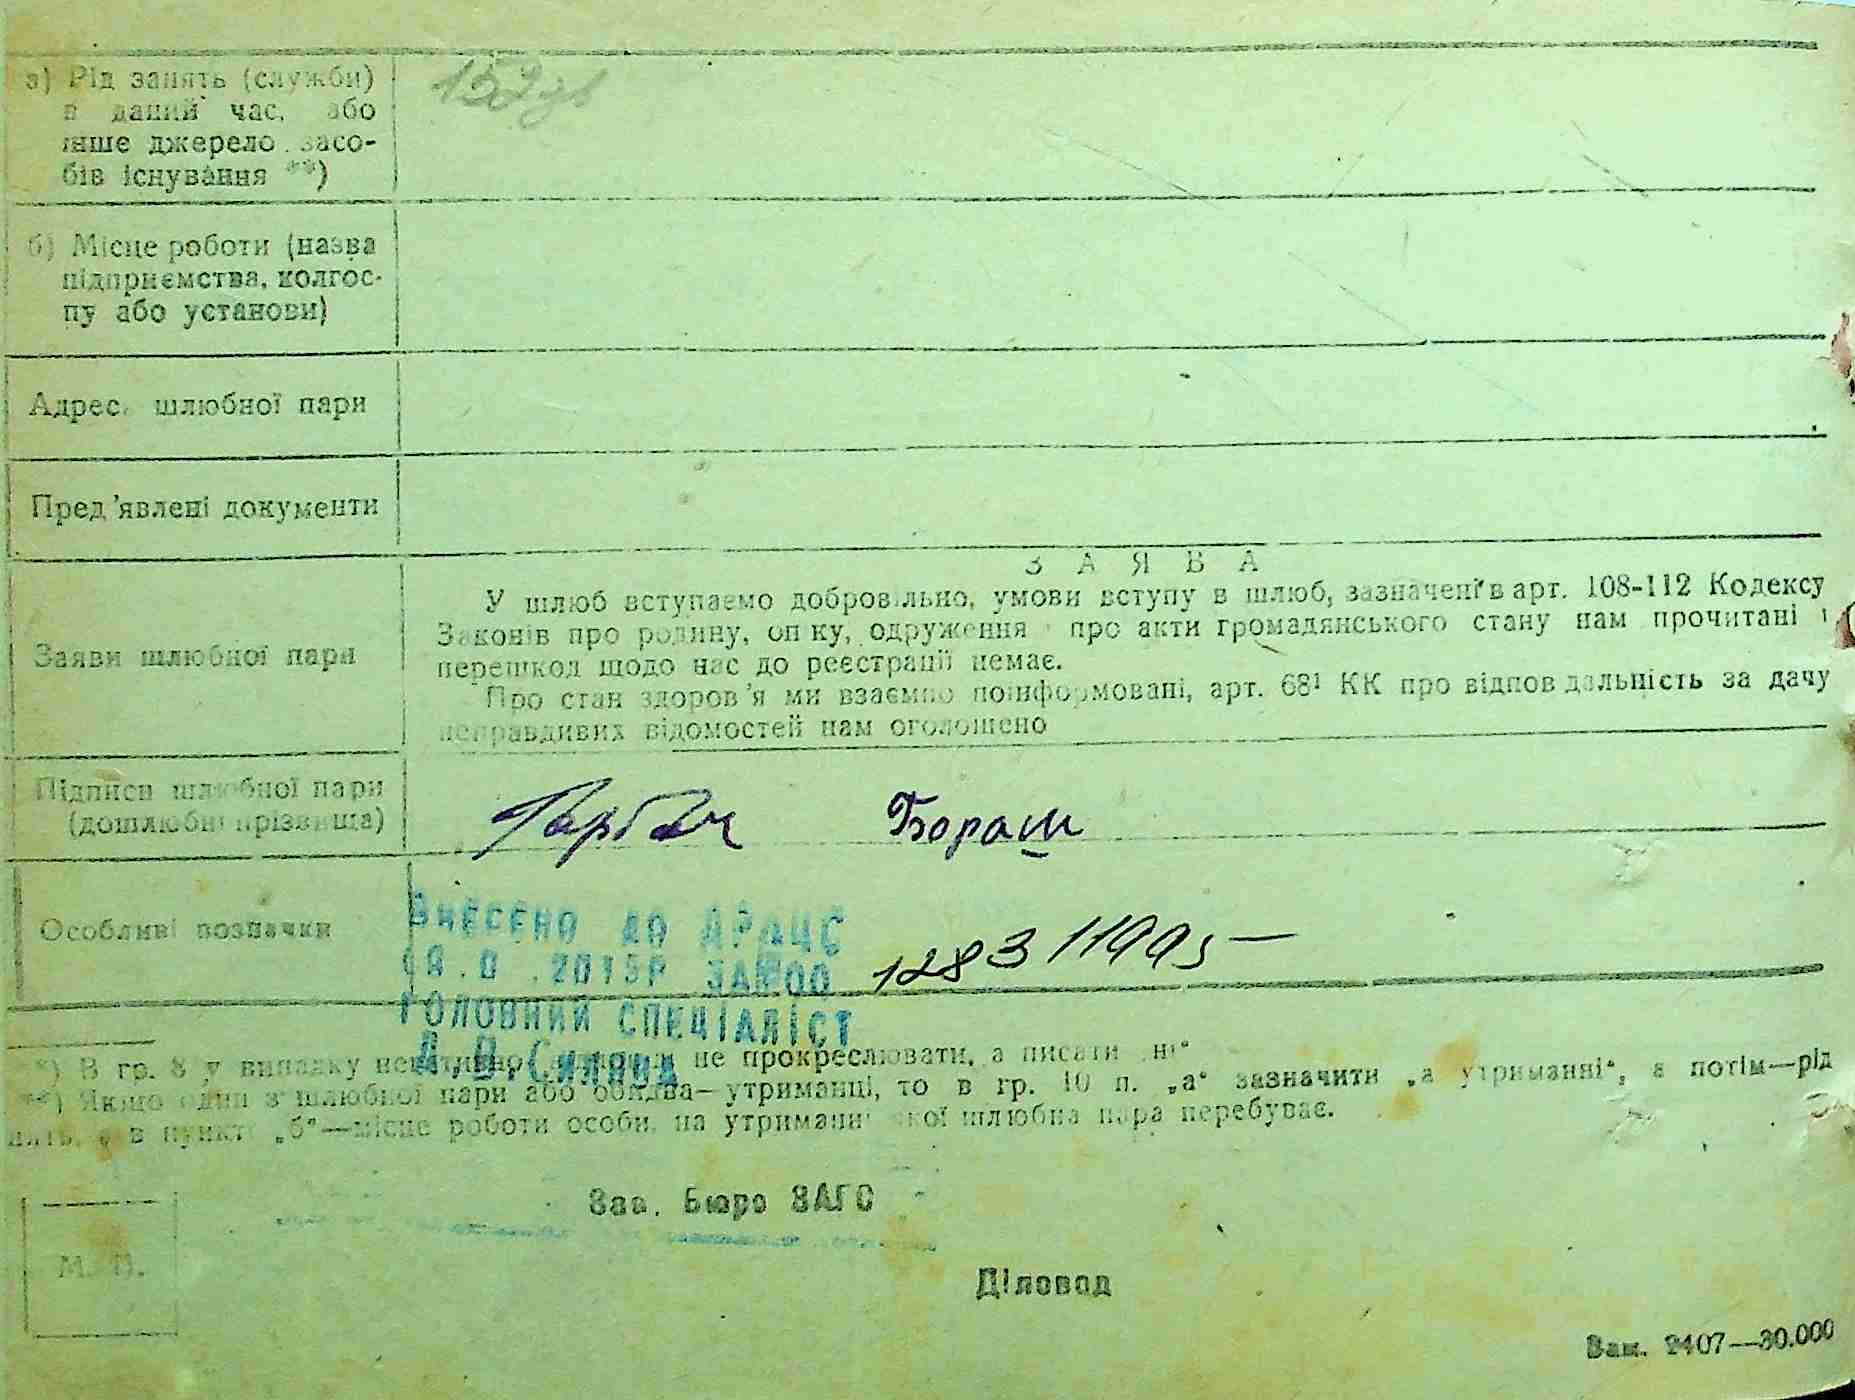 а) Рід занять (служби)
в даний час, або
інше джерело засо-
бів існування **)
б) Місце роботи (назва
підприємства, колгос-
пу або установи)
Адрес шлюбної пари
Пред'явлені документи
ЗАЯВА
У шлюб вступаємо добровільно, умови вступу в шлюб, зазначені в арт. 108-112 Кодексу
Законів про родину, опіку, одруження про акти громадянського стану нам прочитані і
перешкод щодо нас до реєстрації немає.
Про стан здоров'я ми взаємно поінформовані, арт. 68¹ КК про відповідальність за дачу
неправдивих відомостей нам оголошено
Заяви шлюбної пари
Підписи шлюбної пари
(дошлюбні прізвища)
Горбач Бораш
Особливі позначки
ВНЕСЕНО ДО ДРАЦС
ГОЛОВНИЙ СПЕЦІАЛІСТ
*) В гр. 8 у випадку не прокреслювати, а писати „ні“
**) Якщо один з шлюбної пари або обидва—утриманці, то в гр. 10 п. „а“ зазначити „а утриманні“, а потім—рід
в пункті „б“—місце роботи особи, на утриманні якої шлюбна пара перебуває.
Зав. Бюро ЗАГС
М. П.
Діловод
Зам. 2407—30.000